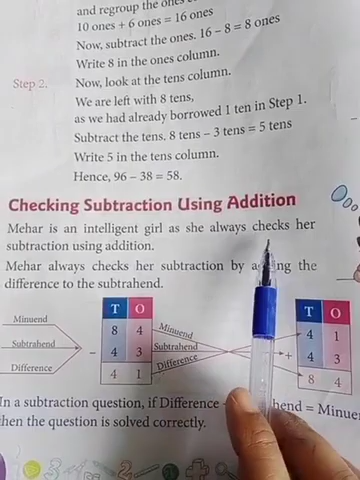 and regroup the ones
10 ones + 6 ones = 16 ones
Now, subtract the ones. 16 – 8 = 8 ones
Write 8 in the ones column.
Step 2. Now, look at the tens column.
We are left with 8 tens,
as we had already borrowed 1 ten in Step 1.
Subtract the tens. 8 tens – 3 tens = 5 tens
Write 5 in the tens column.
Hence, 96 – 38 = 58.
Checking Subtraction Using Addition
Mehar is an intelligent girl as she always checks her
subtraction using addition.
Mehar always checks her subtraction by the
difference to the subtrahend.
T O T O
Minuend 8 4 Minuend 4 1
Subtrahend – 4 3 Subtrahend + 4 3
Difference 4 1 Difference 8 4
In a subtraction question, if Difference = Minue
then the question is solved correctly.